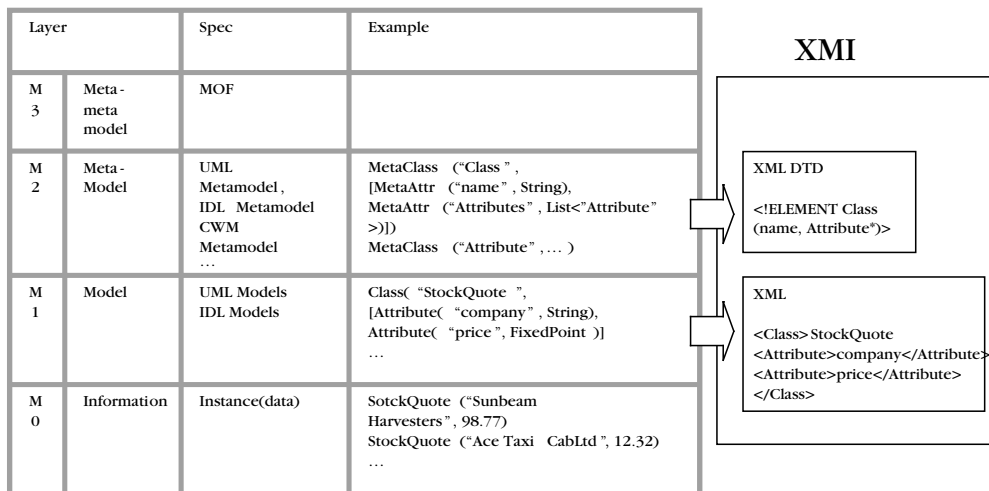 Layer
Spec
Example
M
3
Meta-
meta
model
MOF
M
2
Meta-
Model
UML
Metamodel,
IDL Metamodel
CWM
Metamodel
…
MetaClass (“Class”,
[MetaAttr (“name”, String),
MetaAttr (“Attributes”, List<”Attribute”
>)])
MetaClass (“Attribute”,… )
M
1
Model
UML Models
IDL Models
Class( “StockQuote ”,
[Attribute( “company”, String),
Attribute( “price”, FixedPoint )]
…
M
0
Information
Instance(data)
SotckQuote (“Sunbeam
Harvesters”, 98.77)
StockQuote (“Ace Taxi CabLtd ”, 12.32)
…
XMI
XML DTD
<!ELEMENT Class
(name, Attribute*)>
XML
<Class>StockQuote
<Attribute>company</Attribute>
<Attribute>price</Attribute>
</Class>